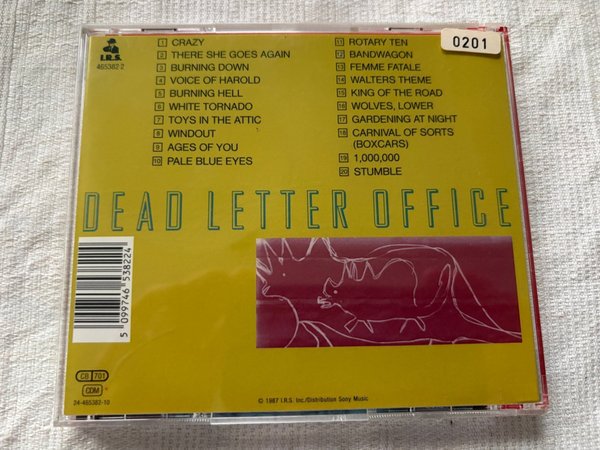 I.R.S.
465382 2
0201
1 CRAZY
2 THERE SHE GOES AGAIN
3 BURNING DOWN
4 VOICE OF HAROLD
5 BURNING HELL
6 WHITE TORNADO
7 TOYS IN THE ATTIC
8 WINDOUT
9 AGES OF YOU
10 PALE BLUE EYES
11 ROTARY TEN
12 BANDWAGON
13 FEMME FATALE
14 WALTERS THEME
15 KING OF THE ROAD
16 WOLVES, LOWER
17 GARDENING AT NIGHT
18 CARNIVAL OF SORTS
(BOXCARS)
19 1,000,000
20 STUMBLE
DEAD LETTER OFFICE
5 099746 538224
CB 701
CDM
24-465382-10
© 1987 I.R.S. Inc./Distribution Sony Music